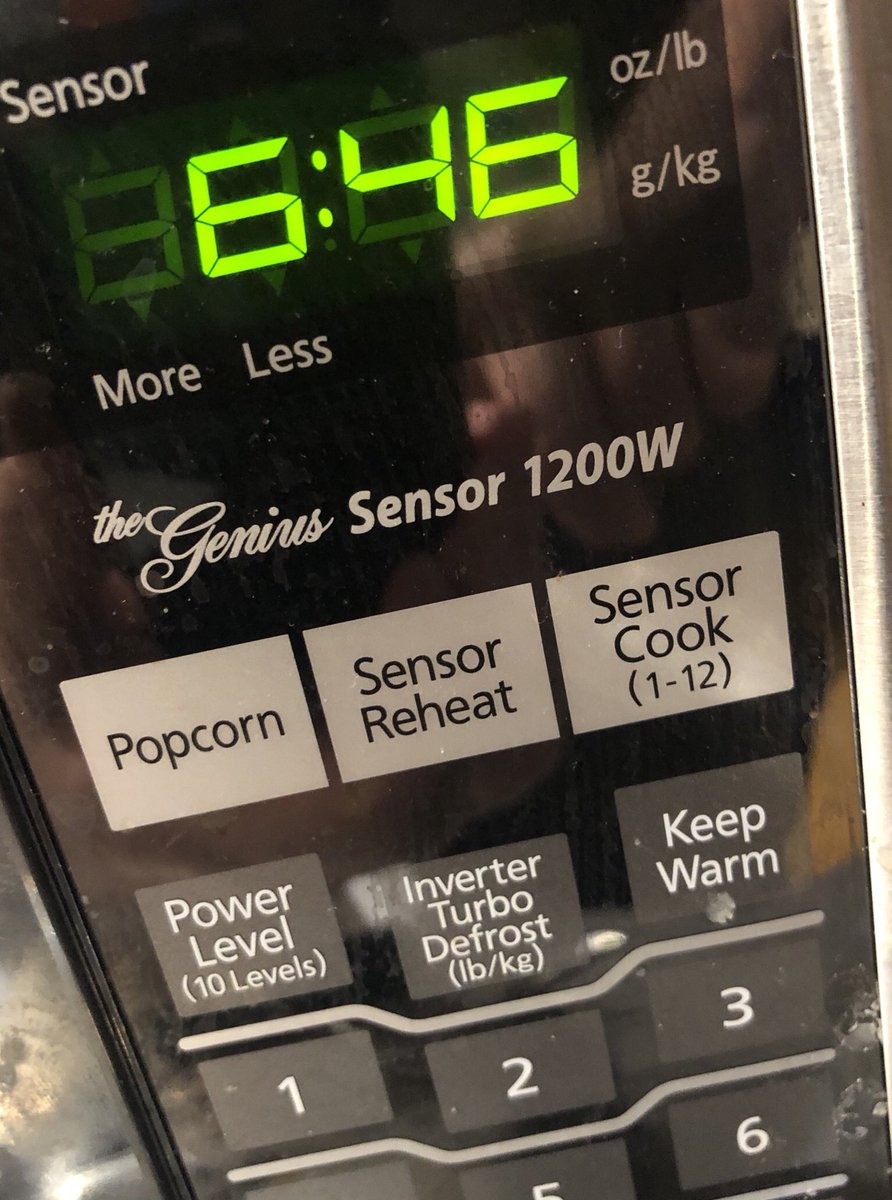 Sensor
oz/lb
6:46
g/kg
More Less
the Genius Sensor 1200W
Popcorn
Sensor
Reheat
Sensor
Cook
(1-12)
Power
Level
(10 Levels)
Inverter
Turbo
Defrost
(lb/kg)
Keep
Warm
1 2 3
5 6